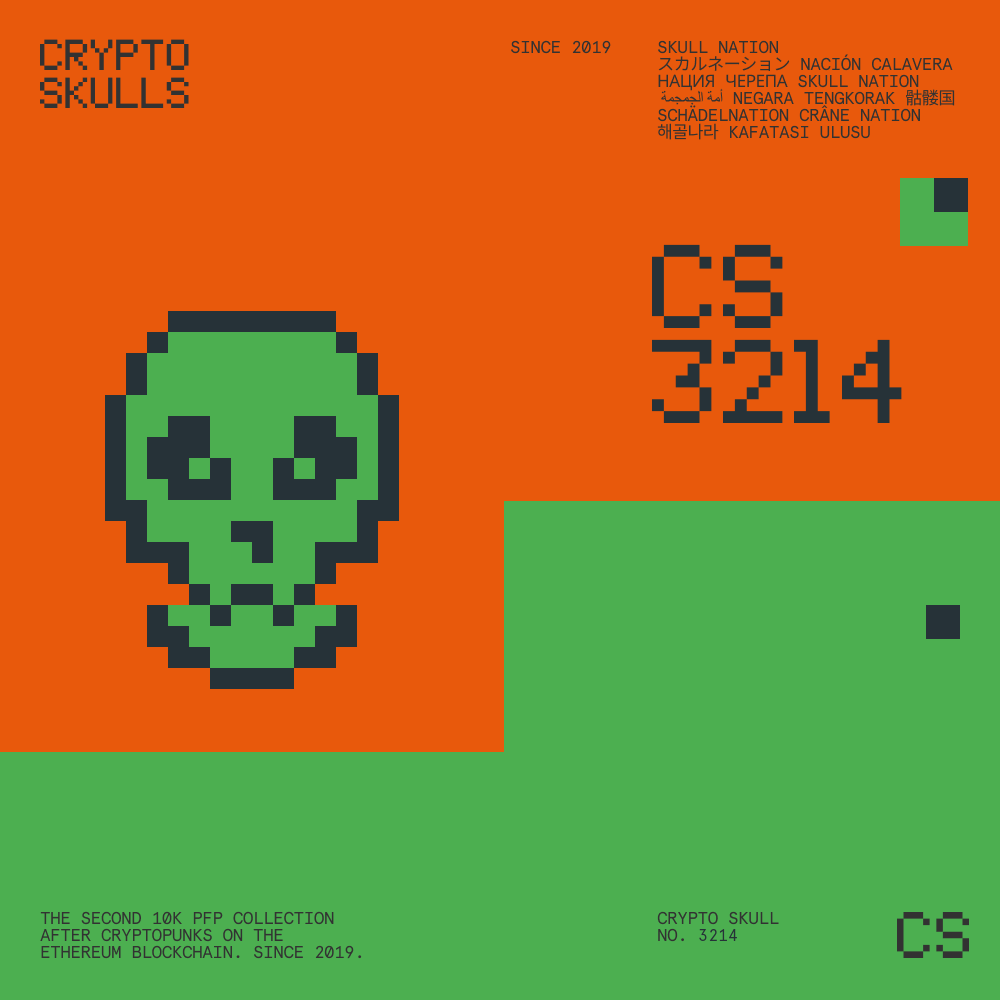 CRYPTO
SKULLS
SINCE 2019
SKULL NATION
スカルネーション NACIÓN CALAVERA
НАЦИЯ ЧЕРЕПА SKULL NATION
أمة الجمجمة NEGARA TENGKORAK 骷髅国
SCHÄDELNATION CRÂNE NATION
해골나라 KAFATASI ULUSU
CS
3214
THE SECOND 10K PFP COLLECTION
AFTER CRYPTOPUNKS ON THE
ETHEREUM BLOCKCHAIN. SINCE 2019.
CRYPTO SKULL
NO. 3214
CS